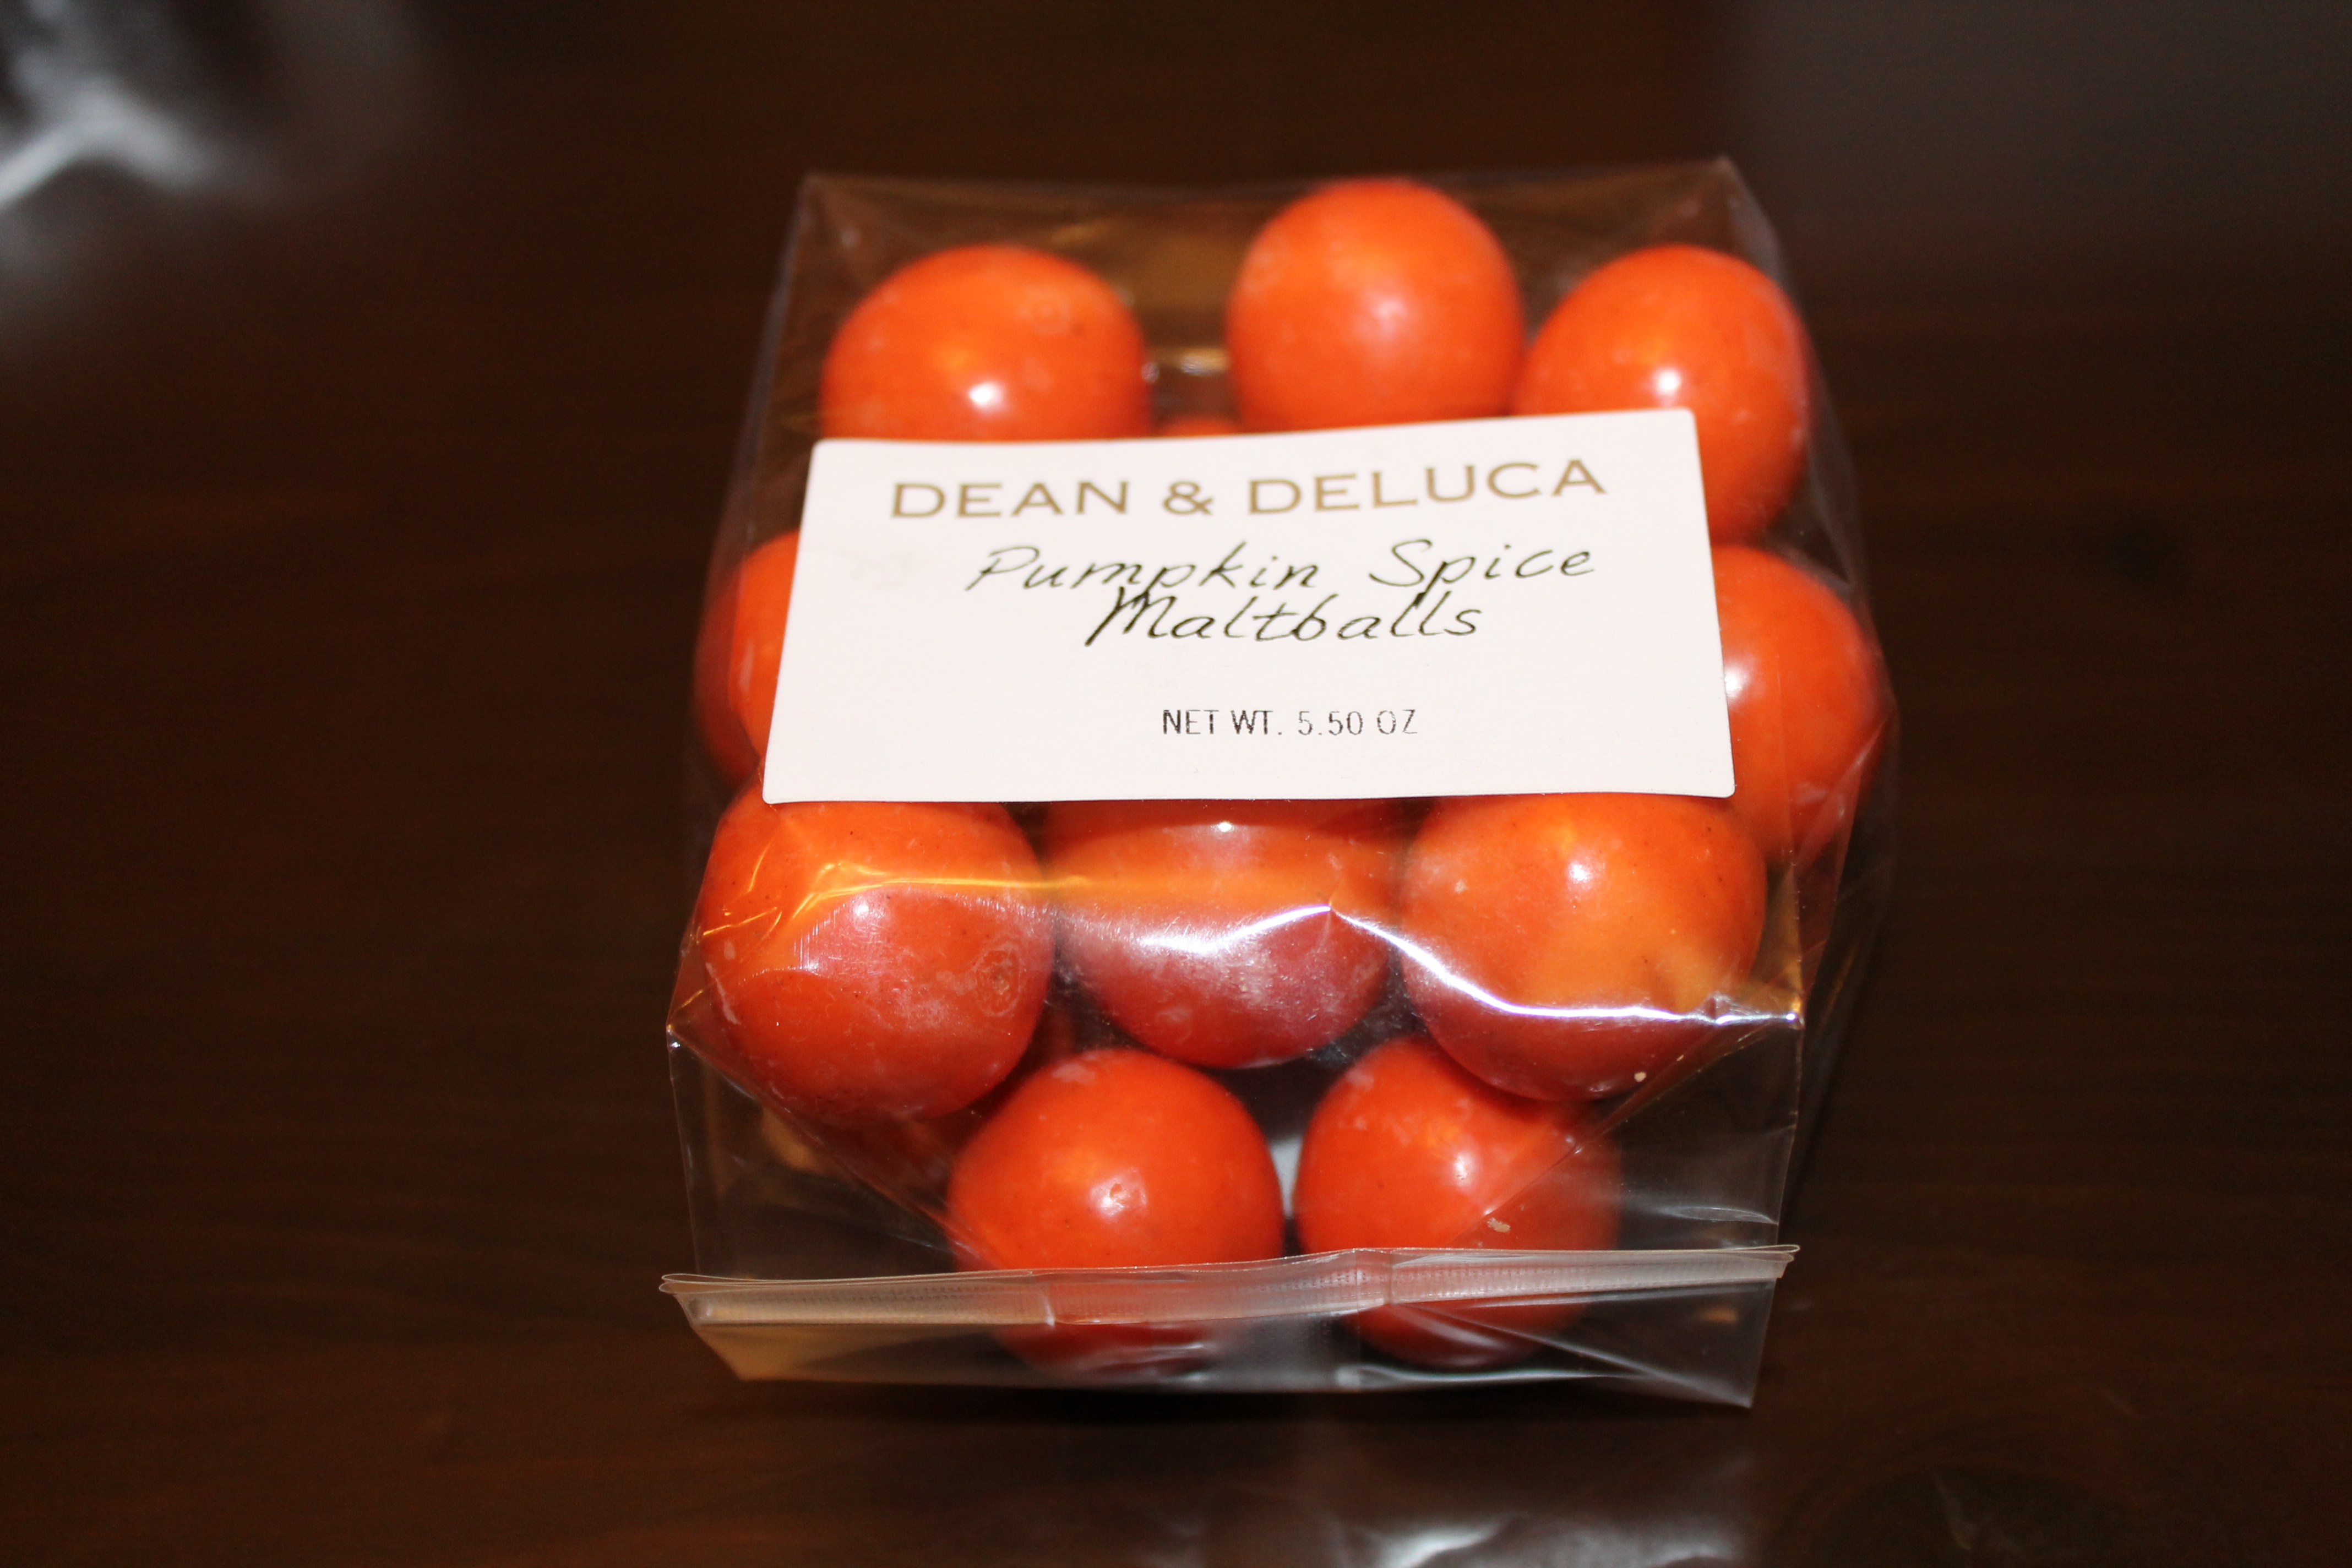 DEAN & DELUCA
Pumpkin Spice
Maltballs
NET WT. 5.50 OZ